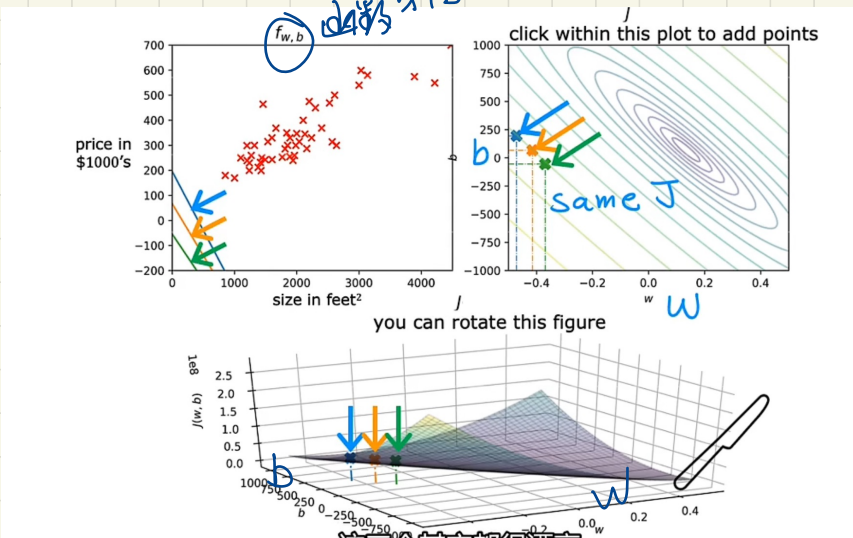 f_{w,b}
J
click within this plot to add points
700
600
500
400
300
200
100
0
−100
−200
price in
$1000's
0 1000 2000 3000 4000
size in feet²
1000
750
500
250
0
−250
−500
−750
−1000
b
b
same J
−0.4 −0.2 0.0 0.2 0.4
w
W
J
you can rotate this figure
1e8
J(w,b)
2.5
2.0
1.5
1.0
0.5
0.0
b
W
1000
750
500
250
0
−250
−500
−750
b
−0.2 0.0 0.2 0.4
w